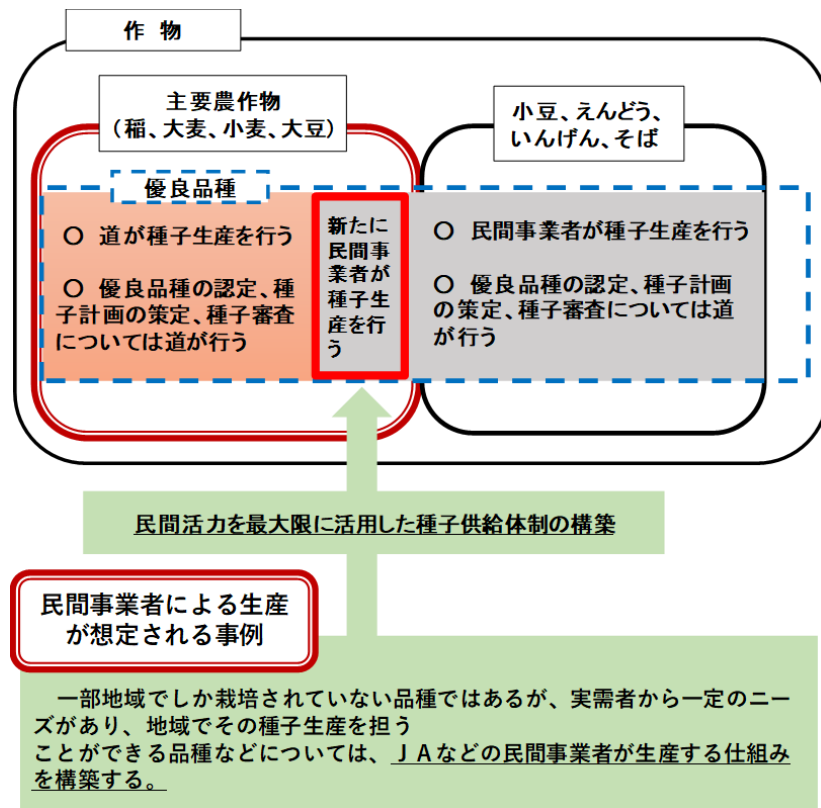 作 物
主要農作物
（稲、大麦、小麦、大豆）
小豆、えんどう、
いんげん、そば
優良品種
〇 道が種子生産を行う
〇 優良品種の認定、種
子計画の策定、種子審査
については道が行う
新たに
民間事
業者が
種子生
産を行
う
〇 民間事業者が種子生産を行う
〇 優良品種の認定、種子計画
の策定、種子審査については道
が行う
民間活力を最大限に活用した種子供給体制の構築
民間事業者による生産
が想定される事例
一部地域でしか栽培されていない品種ではあるが、実需者から一定のニー
ズがあり、地域でその種子生産を担う
ことができる品種などについては、ＪＡなどの民間事業者が生産する仕組み
を構築する。